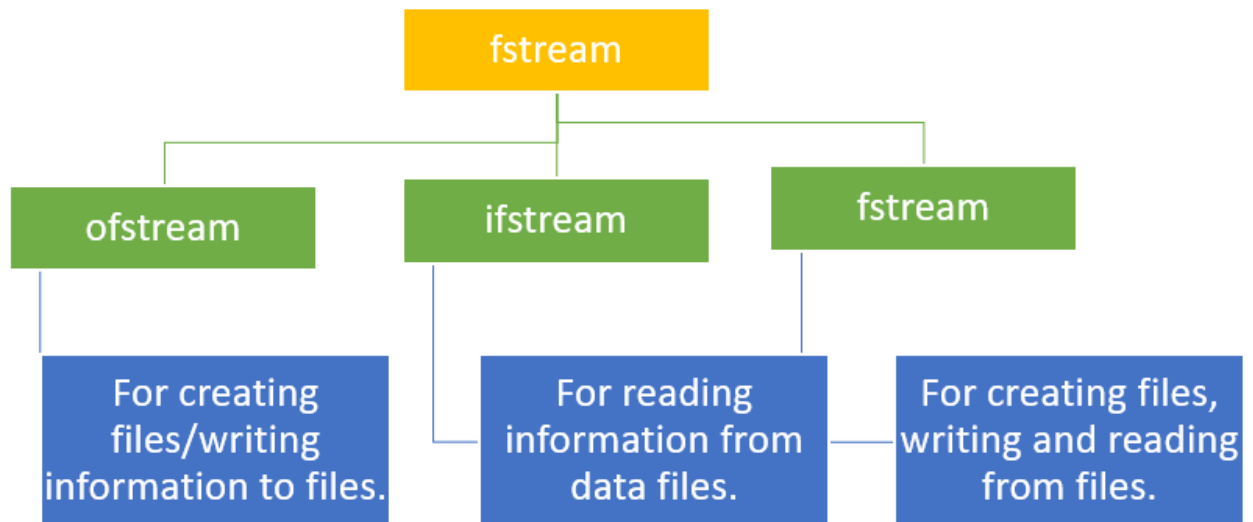 fstream
ofstream
ifstream
fstream
For creating
files/writing
information to files.
For reading
information from
data files.
For creating files,
writing and reading
from files.